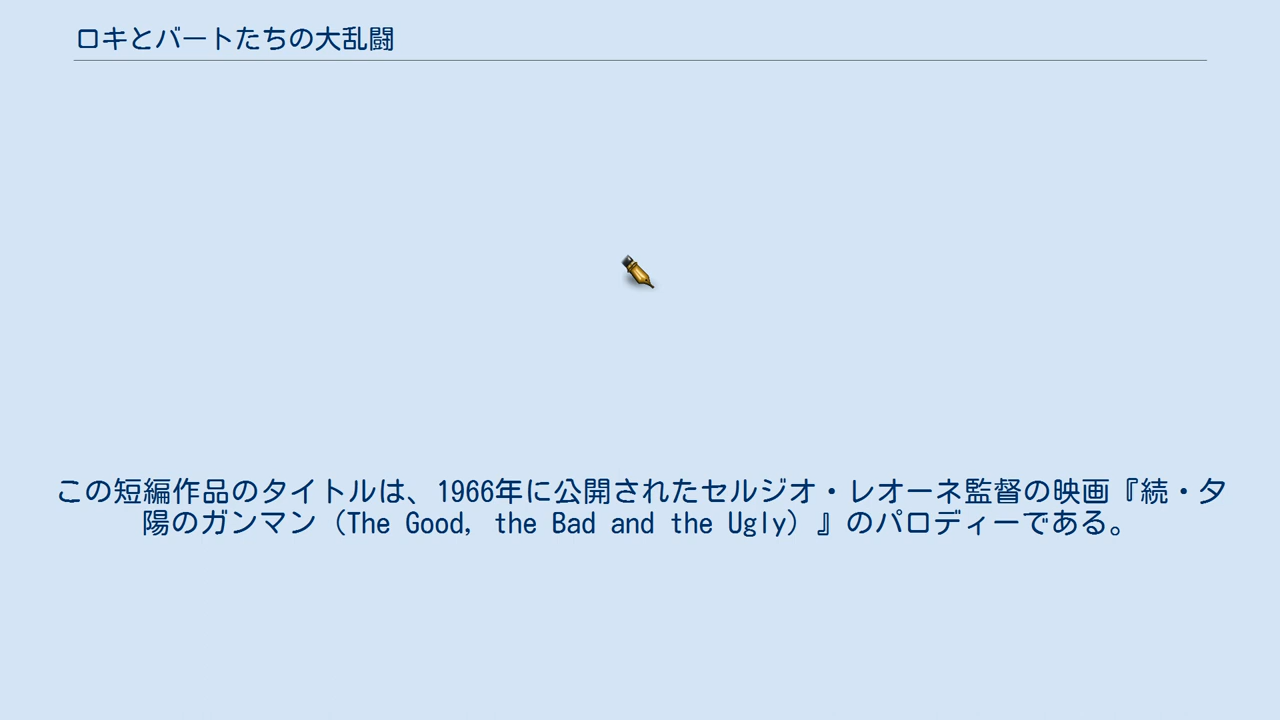 ロキとバートたちの大乱闘
この短編作品のタイトルは、1966年に公開されたセルジオ・レオーネ監督の映画『続・夕
陽のガンマン（The Good, the Bad and the Ugly）』のパロディーである。